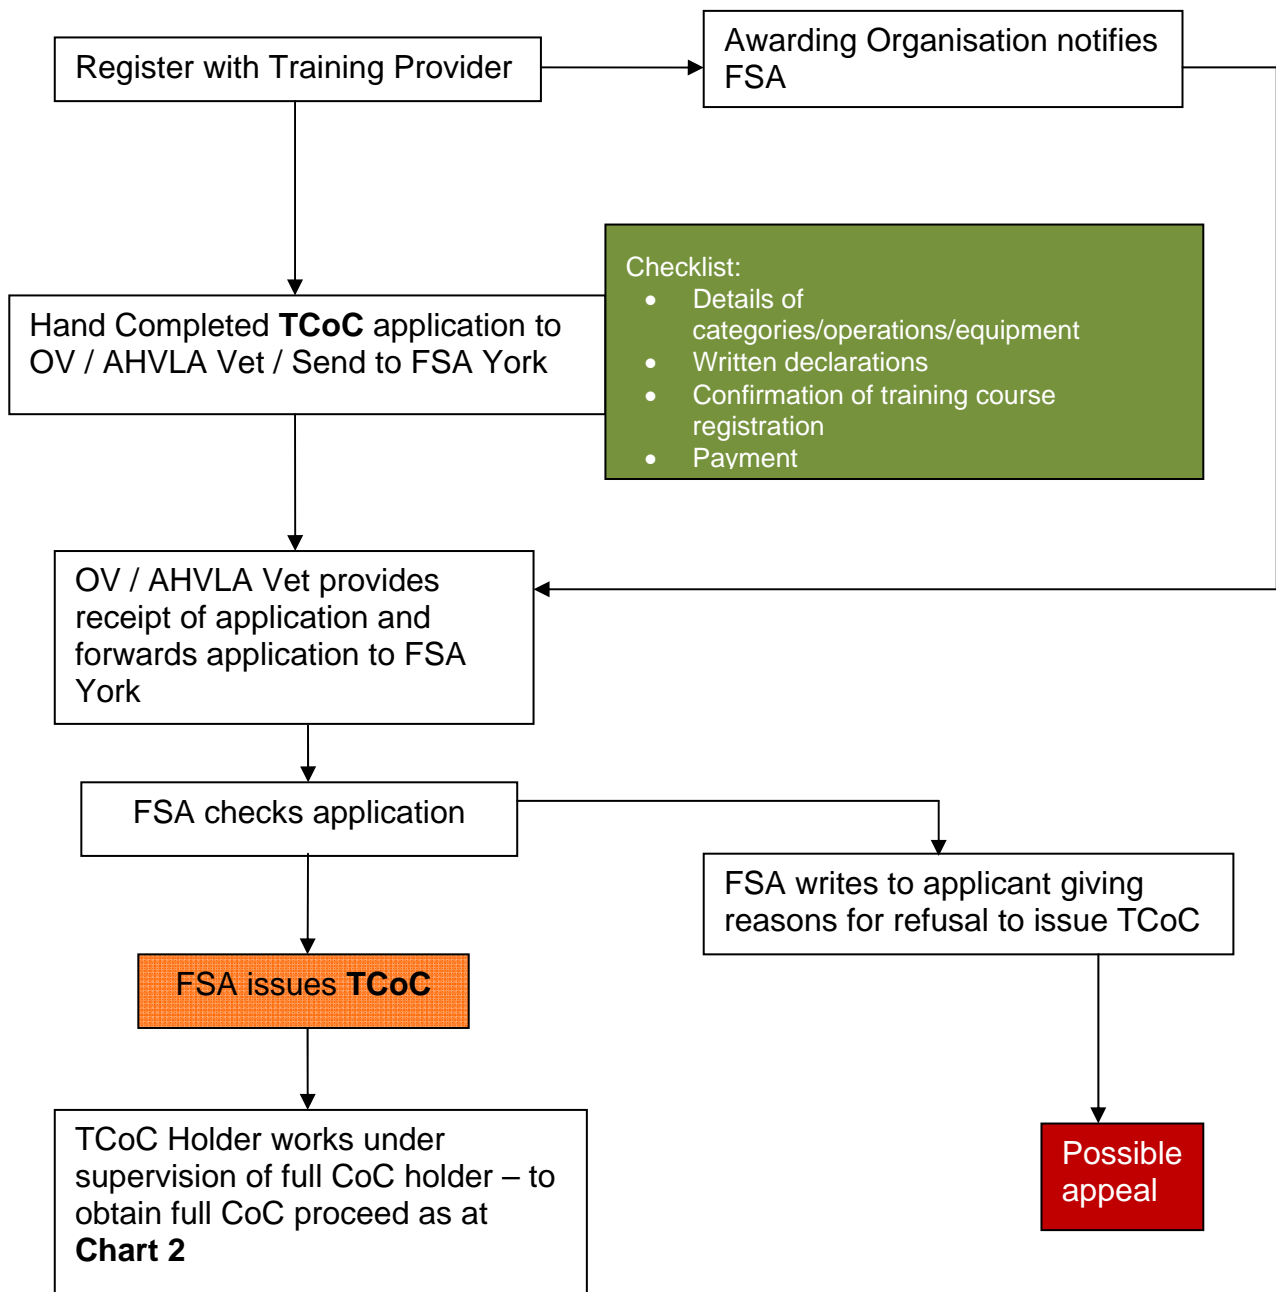 Register with Training Provider
Awarding Organisation notifies
FSA
Hand Completed TCoC application to
OV / AHVLA Vet / Send to FSA York
Checklist:
• Details of
categories/operations/equipment
• Written declarations
• Confirmation of training course
registration
• Payment
OV / AHVLA Vet provides
receipt of application and
forwards application to FSA
York
FSA checks application
FSA writes to applicant giving
reasons for refusal to issue TCoC
FSA issues TCoC
TCoC Holder works under
supervision of full CoC holder – to
obtain full CoC proceed as at
Chart 2
Possible
appeal